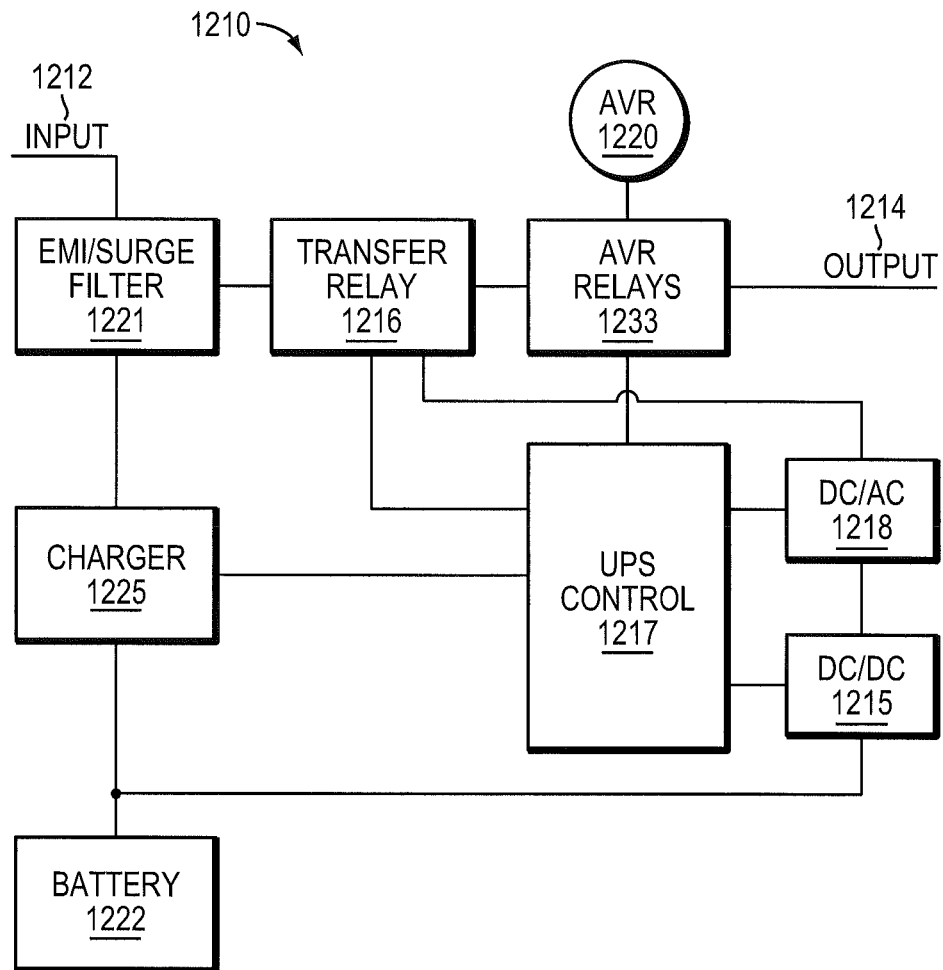 1210
1212
INPUT
AVR
1220
EMI/SURGE
FILTER
1221
TRANSFER
RELAY
1216
AVR
RELAYS
1233
1214
OUTPUT
CHARGER
1225
UPS
CONTROL
1217
DC/AC
1218
DC/DC
1215
BATTERY
1222